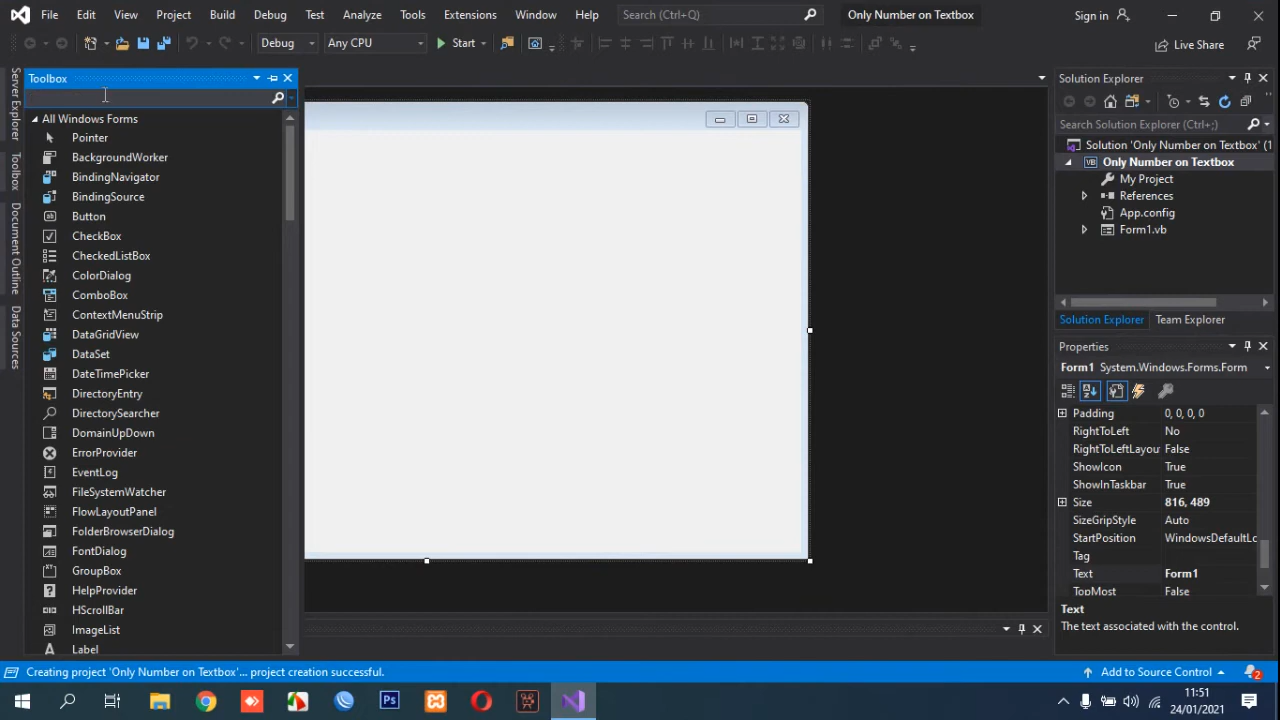 File Edit View Project Build Debug Test Analyze Tools Extensions Window Help Search (Ctrl+Q) Only Number on Textbox Sign in
Debug Any CPU Start Live Share
Server Explorer
Toolbox
Document Outline
Data Sources
Toolbox
All Windows Forms
Pointer
BackgroundWorker
BindingNavigator
BindingSource
Button
CheckBox
CheckedListBox
ColorDialog
ComboBox
ContextMenuStrip
DataGridView
DataSet
DateTimePicker
DirectoryEntry
DirectorySearcher
DomainUpDown
ErrorProvider
EventLog
FileSystemWatcher
FlowLayoutPanel
FolderBrowserDialog
FontDialog
GroupBox
HelpProvider
HScrollBar
ImageList
Label
Solution Explorer
Search Solution Explorer (Ctrl+;)
Solution 'Only Number on Textbox' (1
VB Only Number on Textbox
My Project
References
App.config
Form1.vb
Solution Explorer Team Explorer
Properties
Form1 System.Windows.Forms.Form
Padding 0, 0, 0, 0
RightToLeft No
RightToLeftLayou False
ShowIcon True
ShowInTaskbar True
Size 816, 489
SizeGripStyle Auto
StartPosition WindowsDefaultLo
Tag
Text Form1
TopMost False
Text
The text associated with the control.
Creating project 'Only Number on Textbox'... project creation successful. Add to Source Control 2
Ps
11:51
24/01/2021